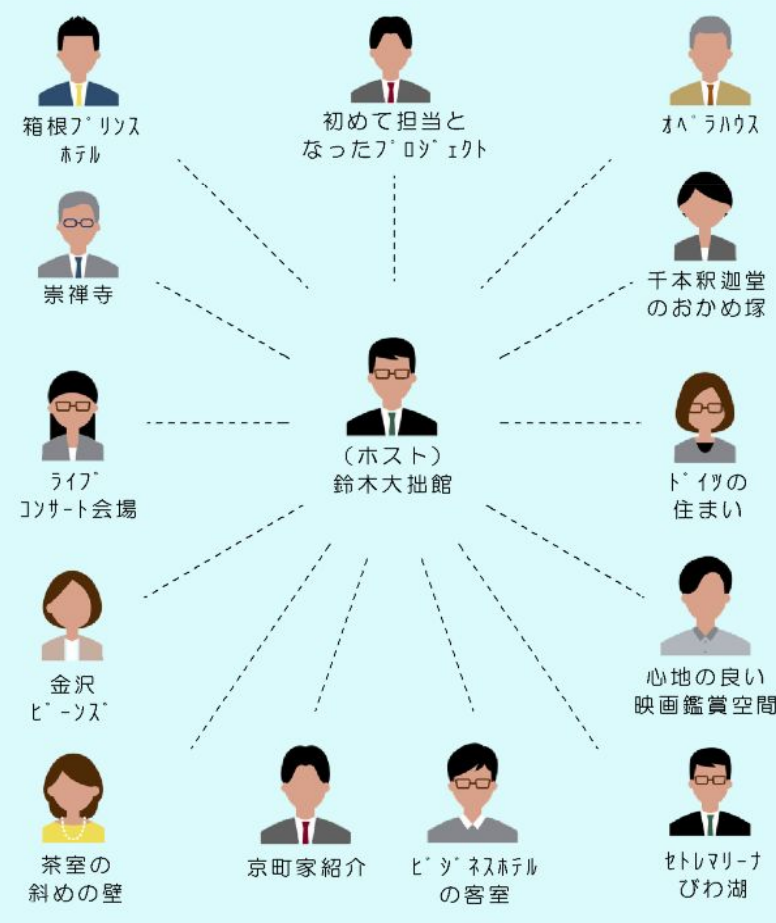 箱根ﾌﾟﾘﾝｽ
ﾎﾃﾙ
初めて担当と
なったﾌﾟﾛｼﾞｪｸﾄ
ｵﾍﾟﾗﾊｳｽ
崇禅寺
千本釈迦堂
のおかめ塚
(ホスト)
鈴木大拙館
ﾗｲﾌﾞ
ｺﾝｻｰﾄ会場
ﾄﾞｲﾂの
住まい
金沢
ﾋﾞｰﾝｽﾞ
心地の良い
映画鑑賞空間
茶室の
斜めの壁
京町家紹介
ﾋﾞｼﾞﾈｽﾎﾃﾙ
の客室
ｾﾄﾚﾏﾘｰﾅ
びわ湖